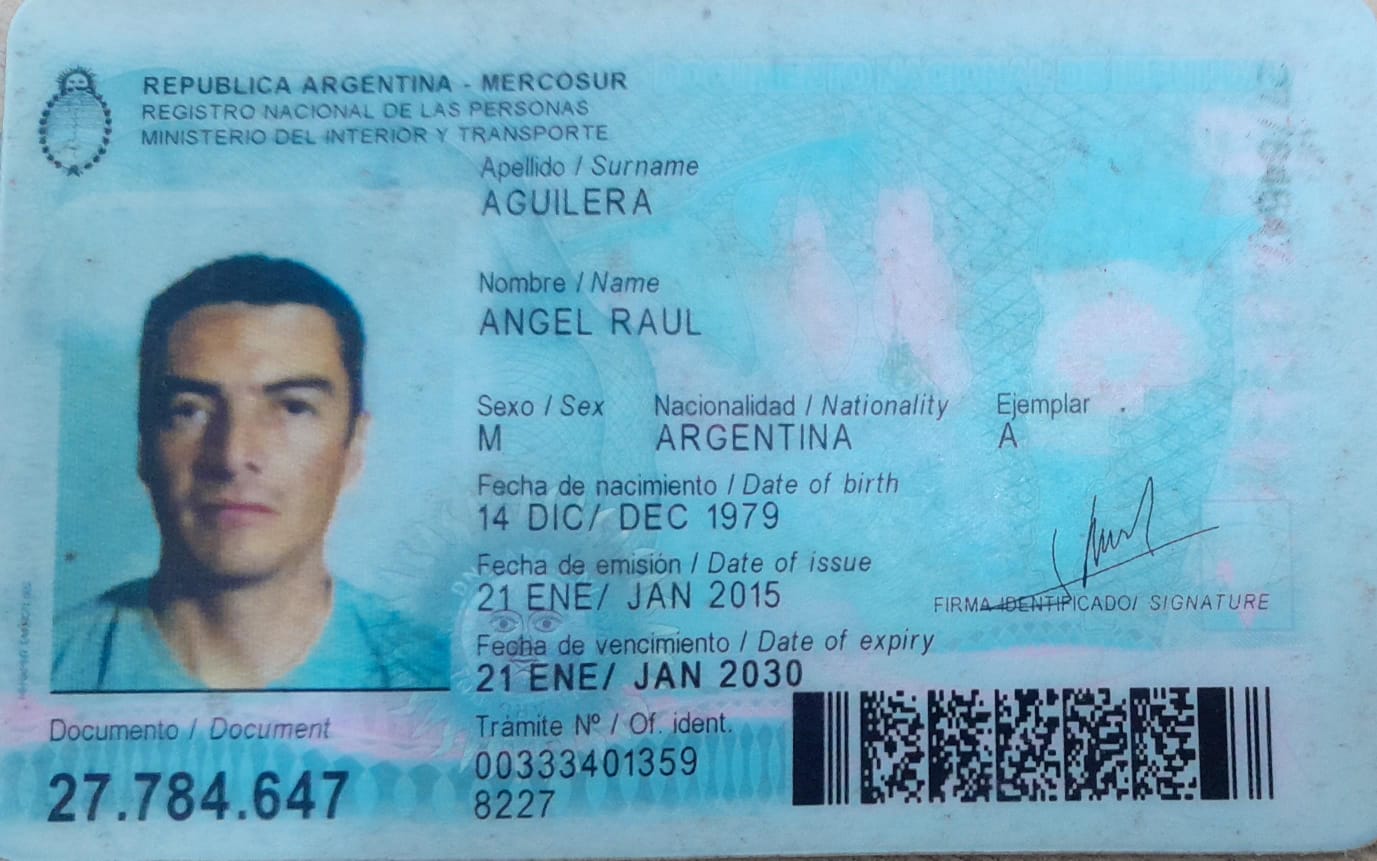 REPUBLICA ARGENTINA - MERCOSUR
REGISTRO NACIONAL DE LAS PERSONAS
MINISTERIO DEL INTERIOR Y TRANSPORTE
Apellido / Surname
AGUILERA
Nombre / Name
ANGEL RAUL
Sexo / Sex Nacionalidad / Nationality Ejemplar
M ARGENTINA A
Fecha de nacimiento / Date of birth
14 DIC/ DEC 1979
Fecha de emisión / Date of issue
21 ENE/ JAN 2015
FIRMA IDENTIFICADO/ SIGNATURE
Fecha de vencimiento / Date of expiry
21 ENE/ JAN 2030
Documento / Document
27.784.647
Trámite Nº / Of. ident.
00333401359
8227